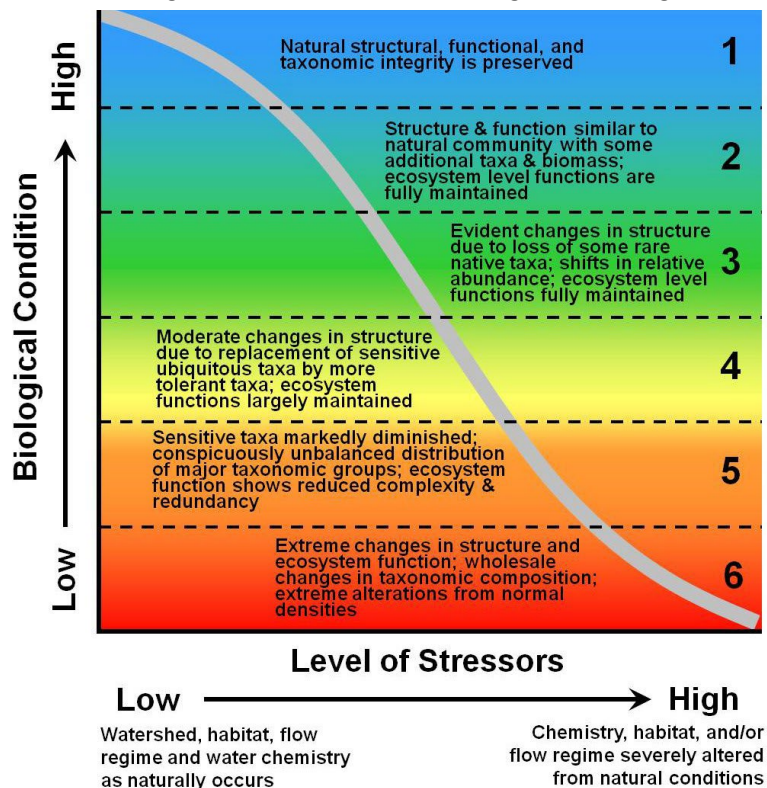 High
Biological Condition
Low
Natural structural, functional, and
taxonomic integrity is preserved
1
Structure & function similar to
natural community with some
additional taxa & biomass;
ecosystem level functions are
fully maintained
2
Evident changes in structure
due to loss of some rare
native taxa; shifts in relative
abundance; ecosystem level
functions fully maintained
3
Moderate changes in structure
due to replacement of sensitive
ubiquitous taxa by more
tolerant taxa; ecosystem
functions largely maintained
4
Sensitive taxa markedly diminished;
conspicuously unbalanced distribution
of major taxonomic groups; ecosystem
function shows reduced complexity &
redundancy
5
Extreme changes in structure and
ecosystem function; wholesale
changes in taxonomic composition;
extreme alterations from normal
densities
6
Level of Stressors
Low
High
Watershed, habitat, flow
regime and water chemistry
as naturally occurs
Chemistry, habitat, and/or
flow regime severely altered
from natural conditions